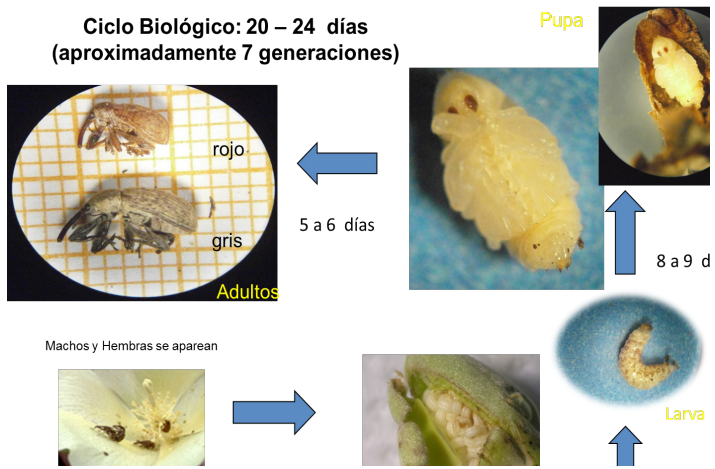 Ciclo Biológico: 20 – 24 días
(aproximadamente 7 generaciones)
Pupa
rojo
gris
Adultos
5 a 6 días
8 a 9 d
Machos y Hembras se aparean
Larva